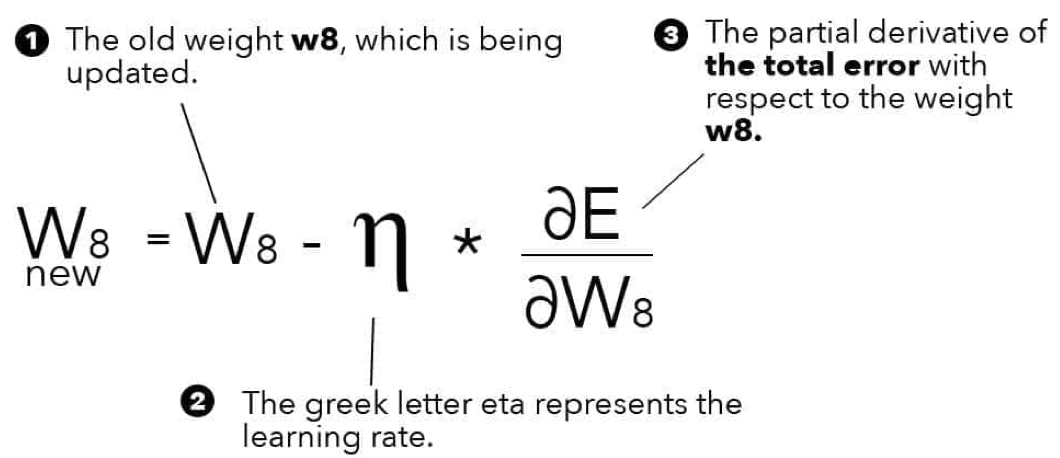 1 The old weight w8, which is being
updated.
3 The partial derivative of
the total error with
respect to the weight
w8.
W8 = W8 - η * ∂E
new
∂W8
2 The greek letter eta represents the
learning rate.